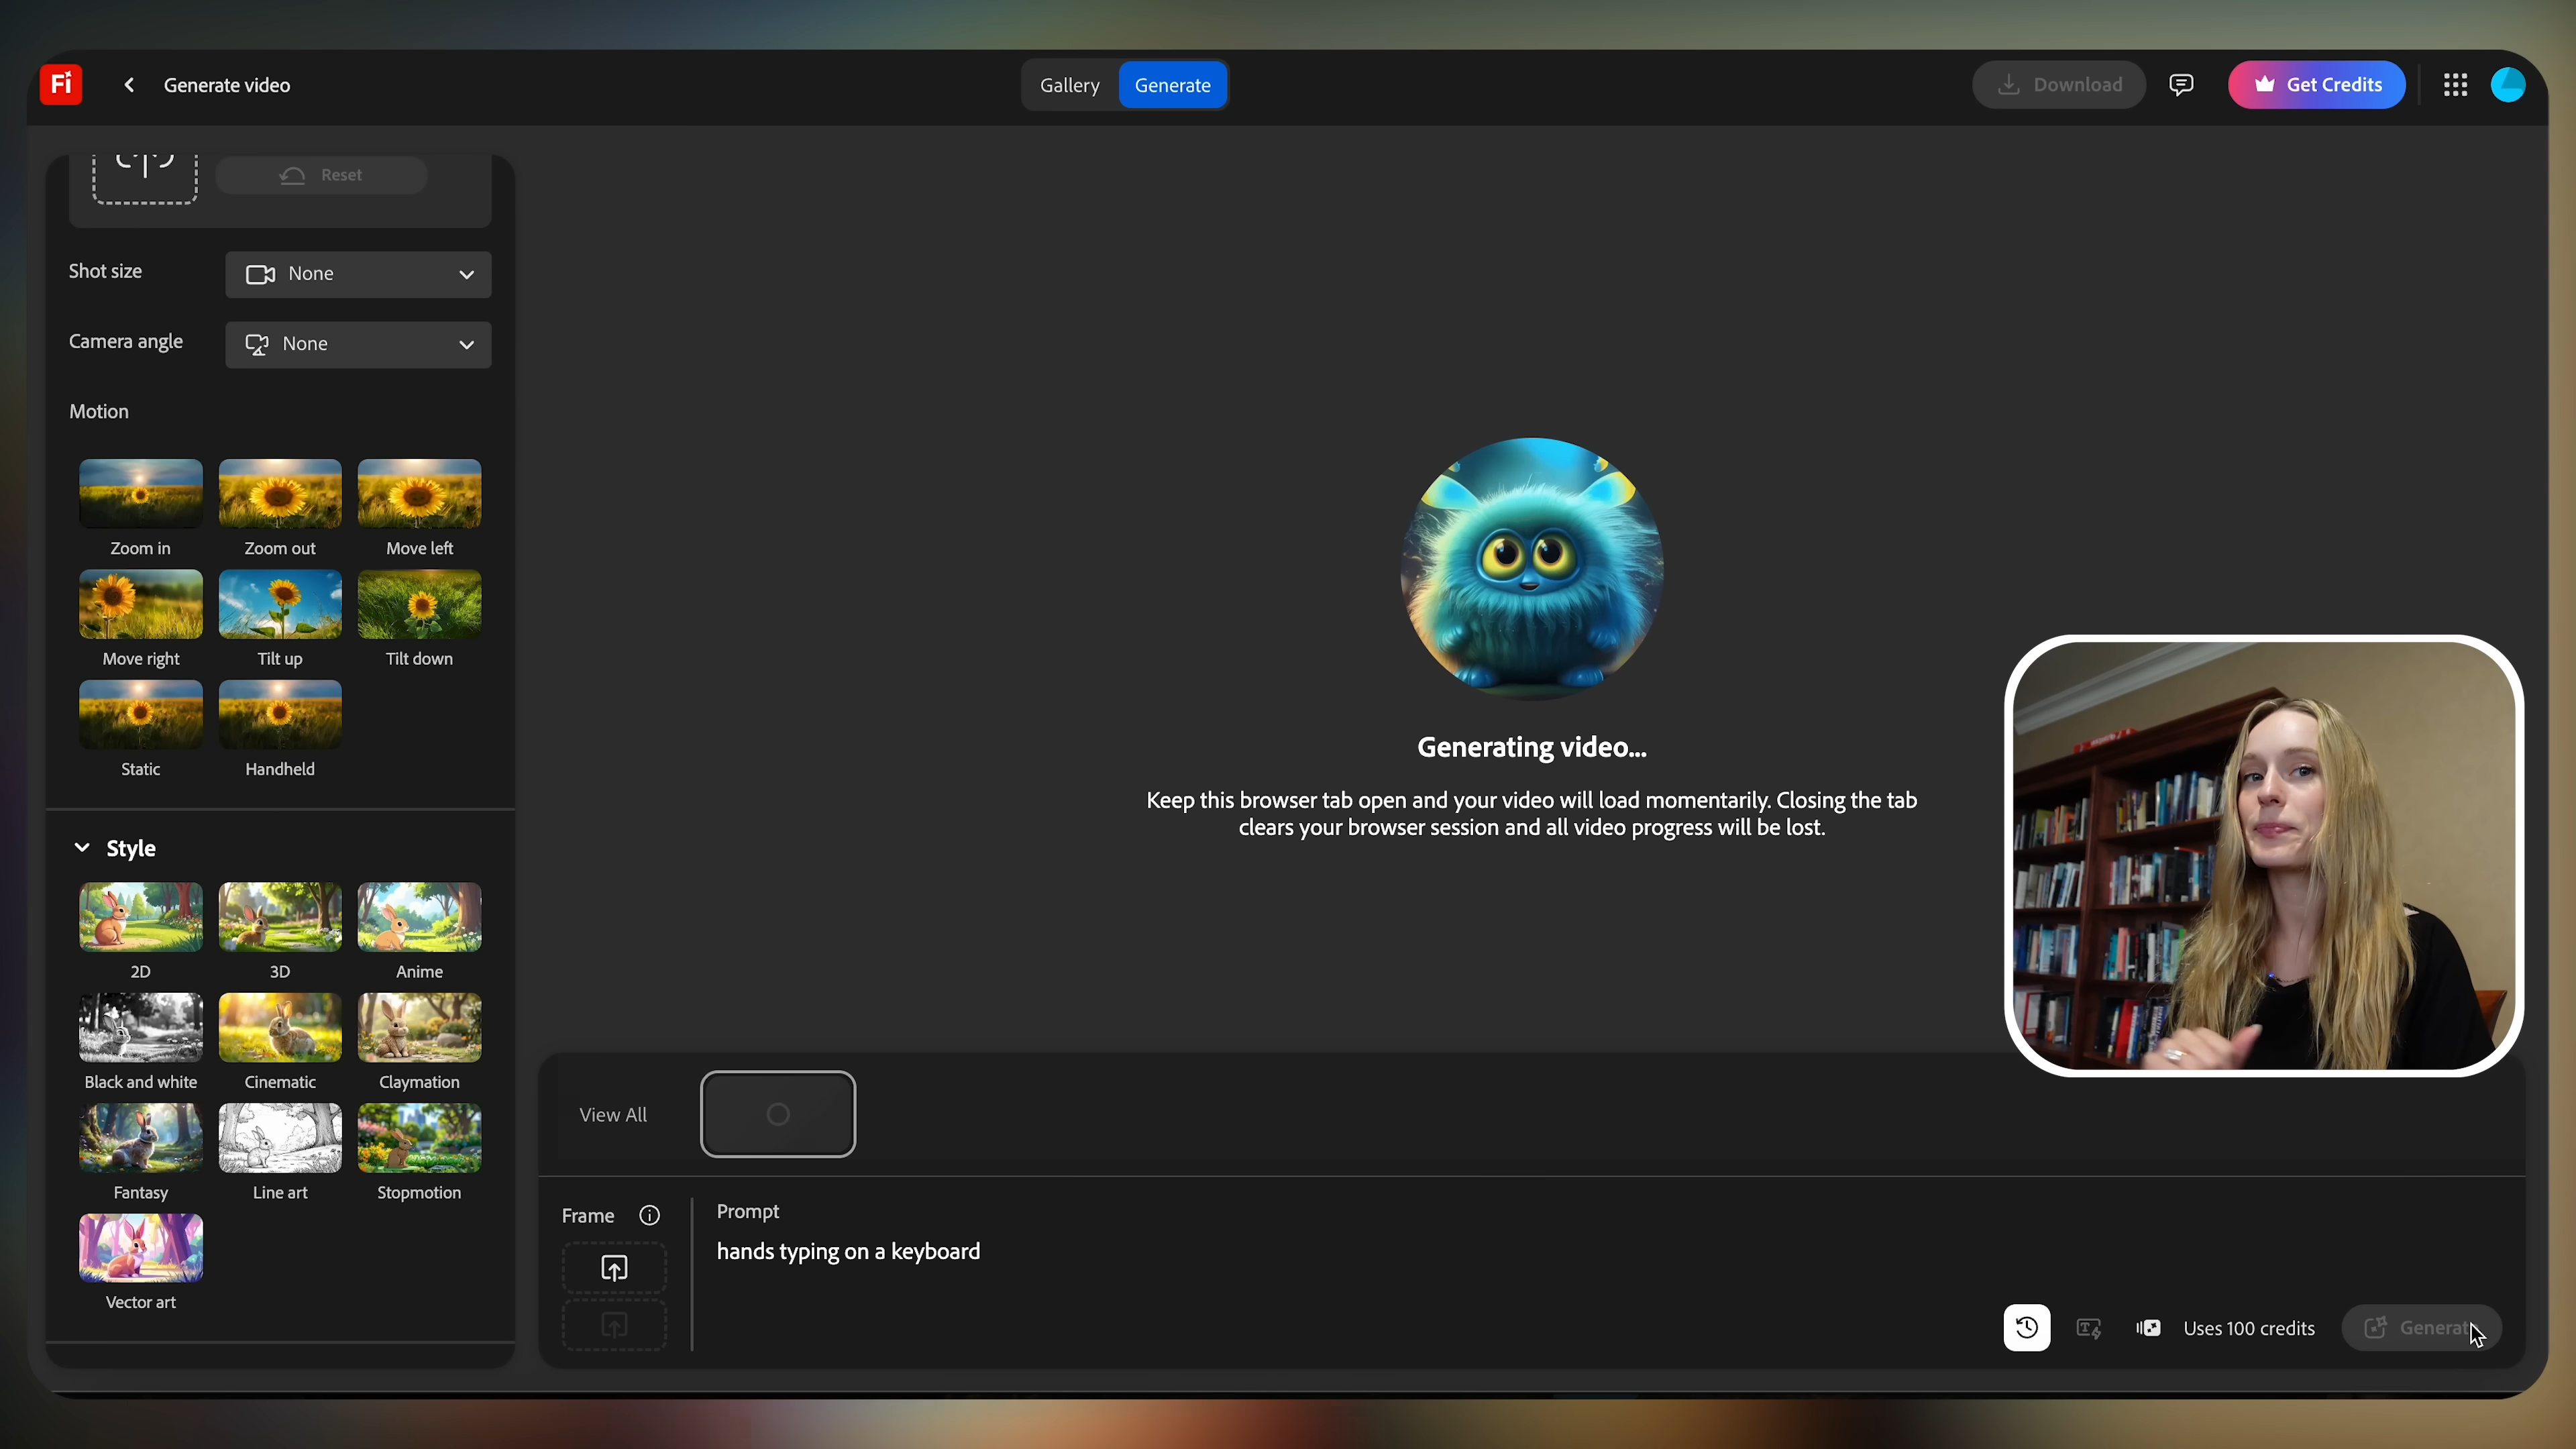 Fi
Generate video
Gallery
Generate
Download
Get Credits
Reset
Shot size
None
Camera angle
None
Motion
Zoom in
Zoom out
Move left
Move right
Tilt up
Tilt down
Static
Handheld
Style
2D
3D
Anime
Black and white
Cinematic
Claymation
Fantasy
Line art
Stopmotion
Vector art
Generating video...
Keep this browser tab open and your video will load momentarily. Closing the tab
clears your browser session and all video progress will be lost.
View All
Frame
Prompt
hands typing on a keyboard
Uses 100 credits
Generate